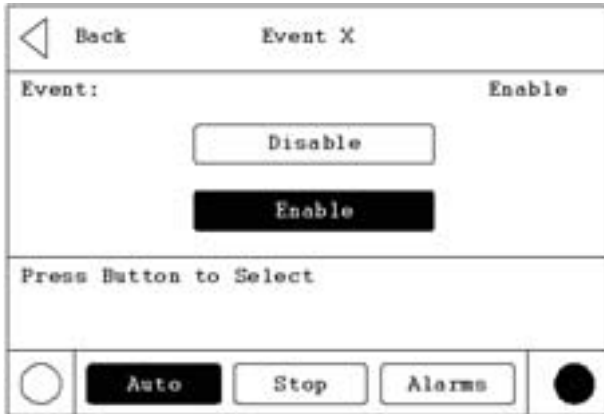 Back Event X
Event: Enable
Disable
Enable
Press Button to Select
Auto Stop Alarms